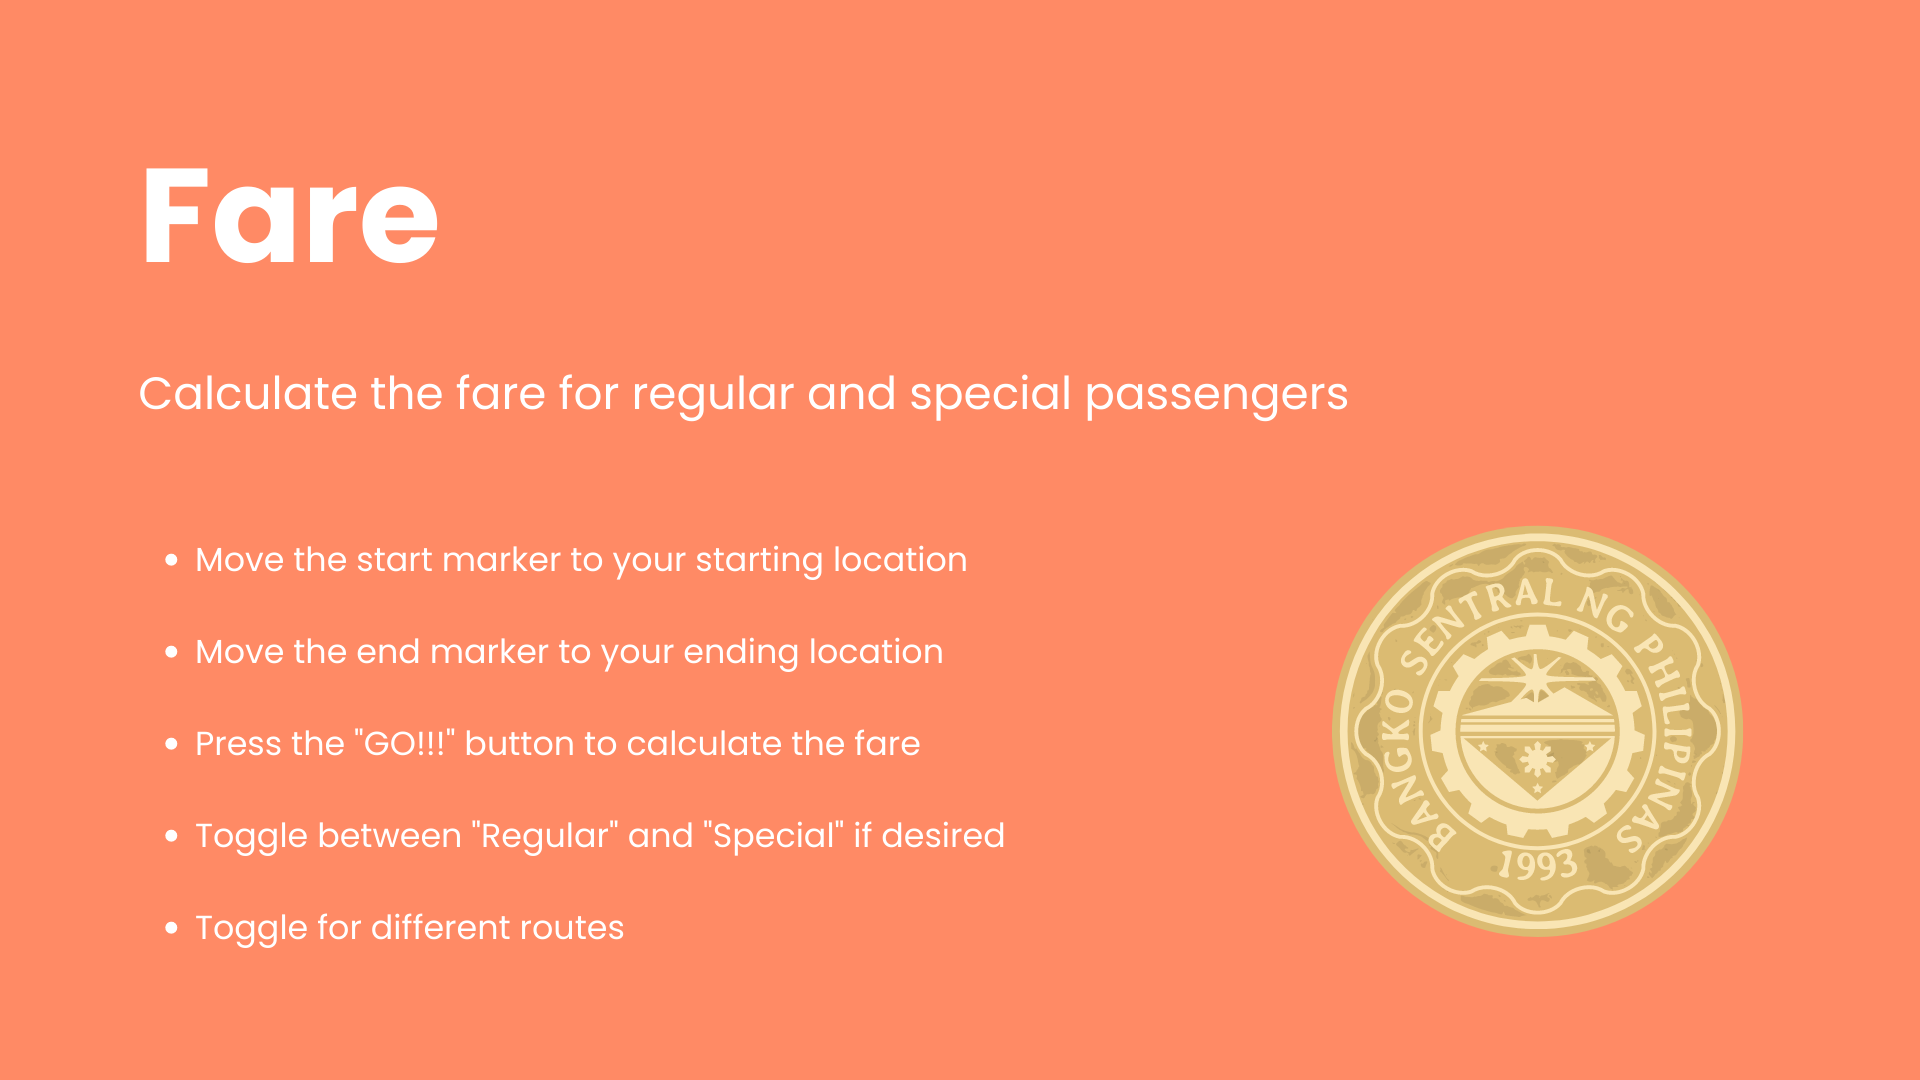 Fare
Calculate the fare for regular and special passengers
• Move the start marker to your starting location
• Move the end marker to your ending location
• Press the "GO!!!" button to calculate the fare
• Toggle between "Regular" and "Special" if desired
• Toggle for different routes
BANGKO SENTRAL NG PHILIPINAS
1993